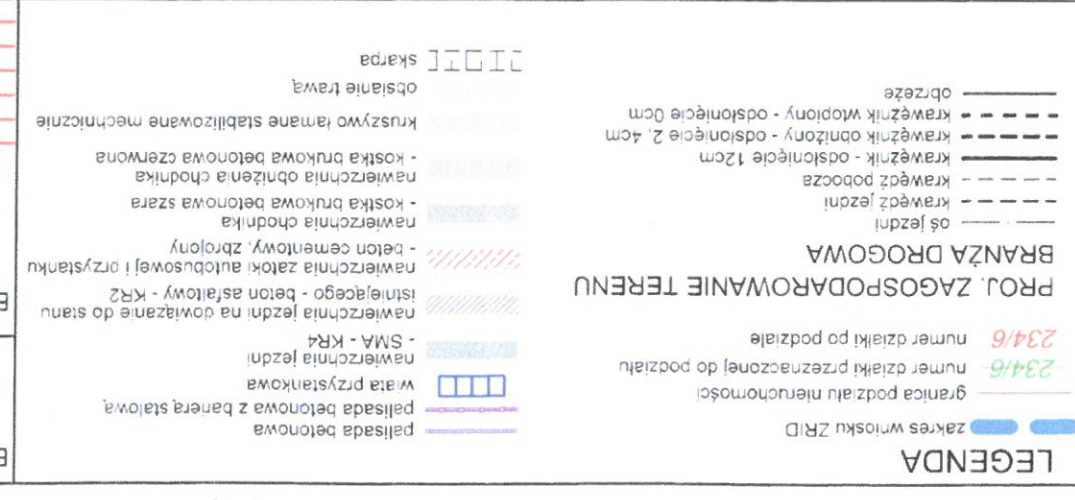 LEGENDA
zakres wniosku ZRID
granica podziału nieruchomości
234/6 numer działki przeznaczonej do podziału
234/6 numer działki po podziale
PROJ. ZAGOSPODAROWANIE TERENU
BRANŻA DROGOWA
oś jezdni
krawędź jezdni
krawędź pobocza
krawężnik - odsłonięcie 12cm
krawężnik obniżony - odsłonięcie 2, 4cm
krawężnik wtopiony - odsłonięcie 0cm
obrzeże
palisada betonowa
palisada betonowa z barierą stalową
wiata przystankowa
nawierzchnia jezdni
- SMA - KR4
nawierzchnia jezdni na dowiązanie do stanu
istniejącego - beton asfaltowy - KR2
nawierzchnia zatoki autobusowej i przystanku
- beton cementowy, zbrojony
nawierzchnia chodnika
- kostka brukowa betonowa szara
nawierzchnia obniżenia chodnika
- kostka brukowa betonowa czerwona
kruszywo łamane stabilizowane mechnicznie
obsianie trawą
skarpa